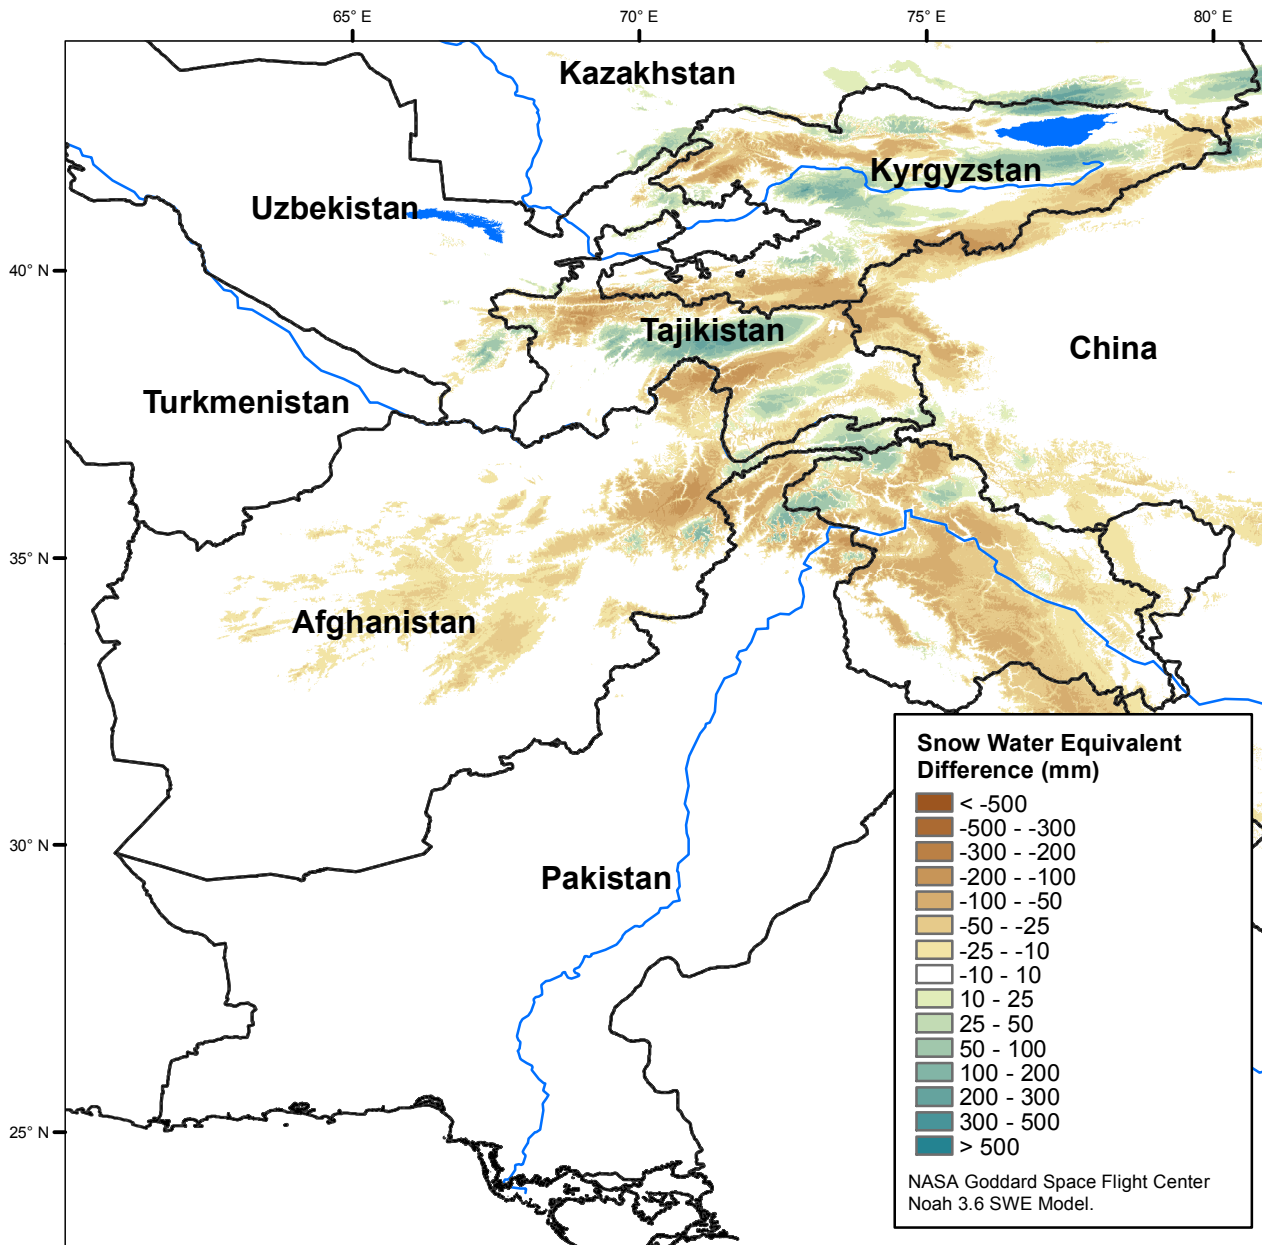 65° E
70° E
75° E
80° E
Kazakhstan
Kyrgyzstan
Uzbekistan
40° N
Tajikistan
China
Turkmenistan
35° N
Afghanistan
Snow Water Equivalent
Difference (mm)
< -500
-500 - -300
-300 - -200
-200 - -100
-100 - -50
-50 - -25
-25 - -10
-10 - 10
10 - 25
25 - 50
50 - 100
100 - 200
200 - 300
300 - 500
> 500
NASA Goddard Space Flight Center
Noah 3.6 SWE Model.
30° N
Pakistan
25° N